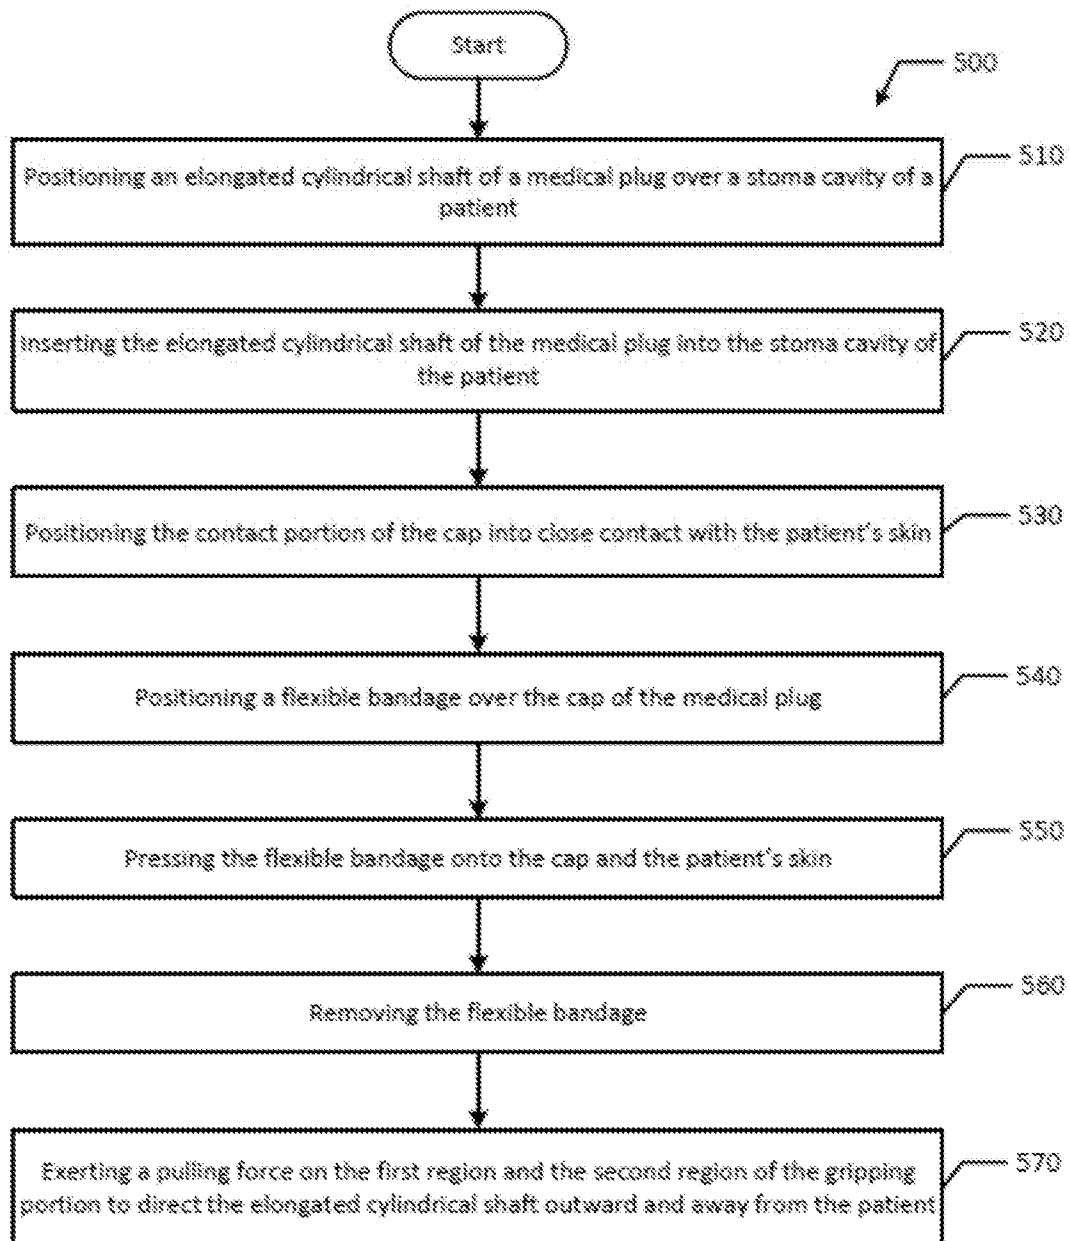 Start
500
510
Positioning an elongated cylindrical shaft of a medical plug over a stoma cavity of a
patient
520
Inserting the elongated cylindrical shaft of the medical plug into the stoma cavity of
the patient
530
Positioning the contact portion of the cap into close contact with the patient's skin
540
Positioning a flexible bandage over the cap of the medical plug
550
Pressing the flexible bandage onto the cap and the patient's skin
560
Removing the flexible bandage
570
Exerting a pulling force on the first region and the second region of the gripping
portion to direct the elongated cylindrical shaft outward and away from the patient